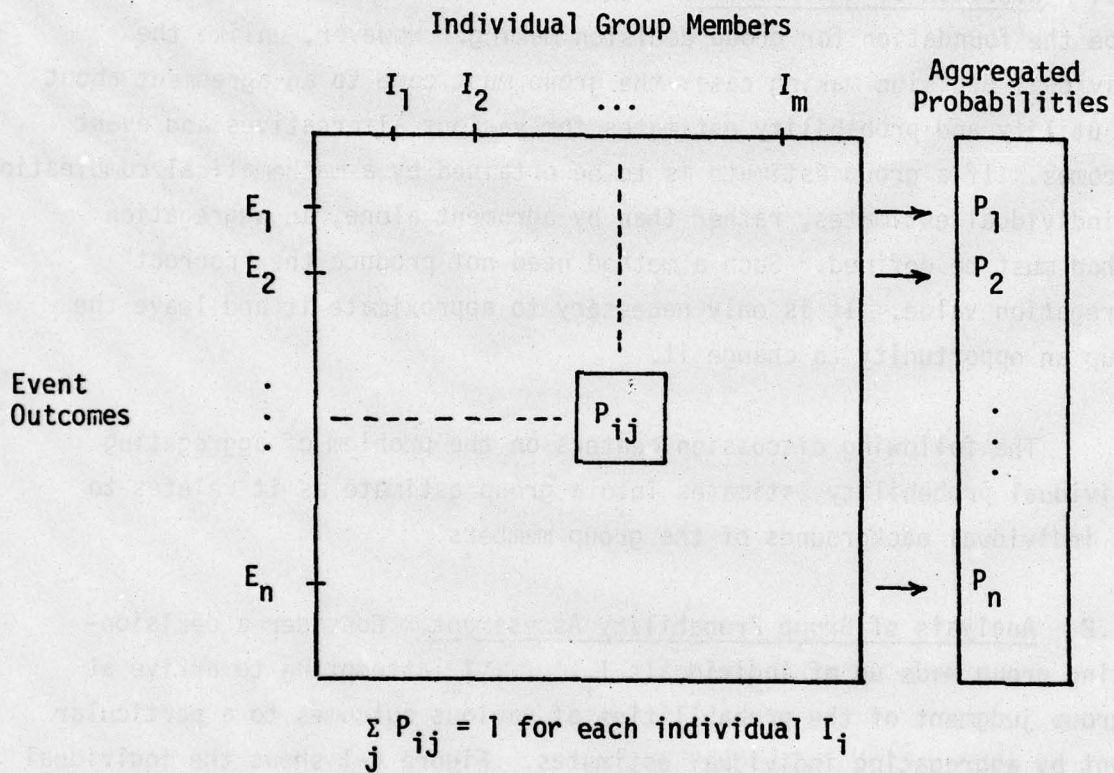 Individual Group Members
Aggregated
Probabilities
I₁ I₂ ... Iₘ
E₁ → P₁
E₂ → P₂
Event
Outcomes
Pᵢⱼ
Eₙ → Pₙ
Σⱼ Pᵢⱼ = 1 for each individual Iᵢ